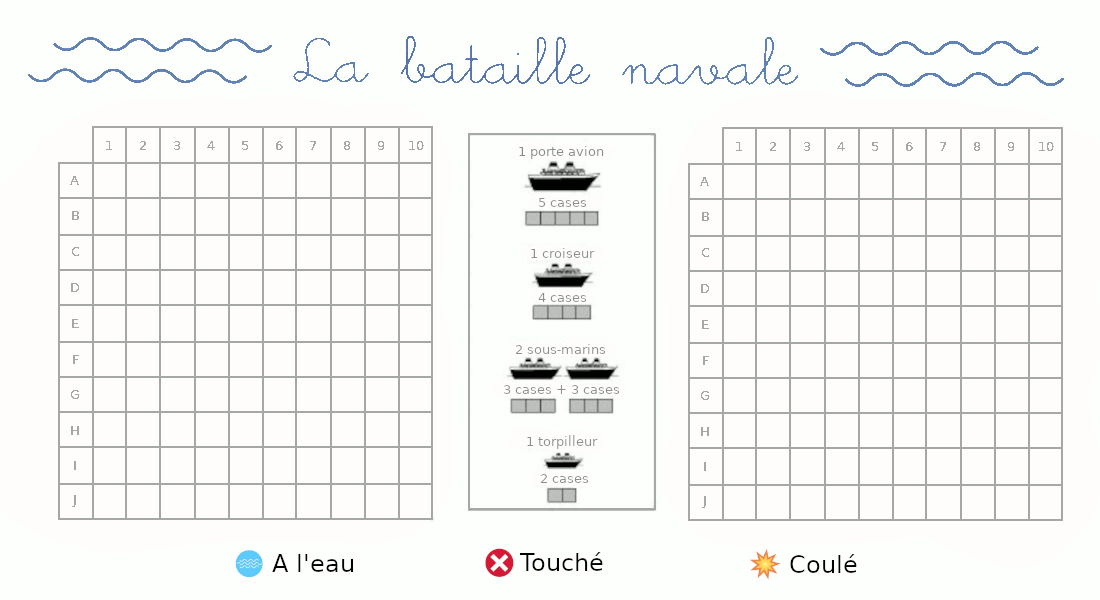 La bataille navale
1 2 3 4 5 6 7 8 9 10
A
B
C
D
E
F
G
H
I
J
1 porte avion
5 cases
1 croiseur
4 cases
2 sous-marins
3 cases + 3 cases
1 torpilleur
2 cases
1 2 3 4 5 6 7 8 9 10
A
B
C
D
E
F
G
H
I
J
A l'eau
Touché
Coulé